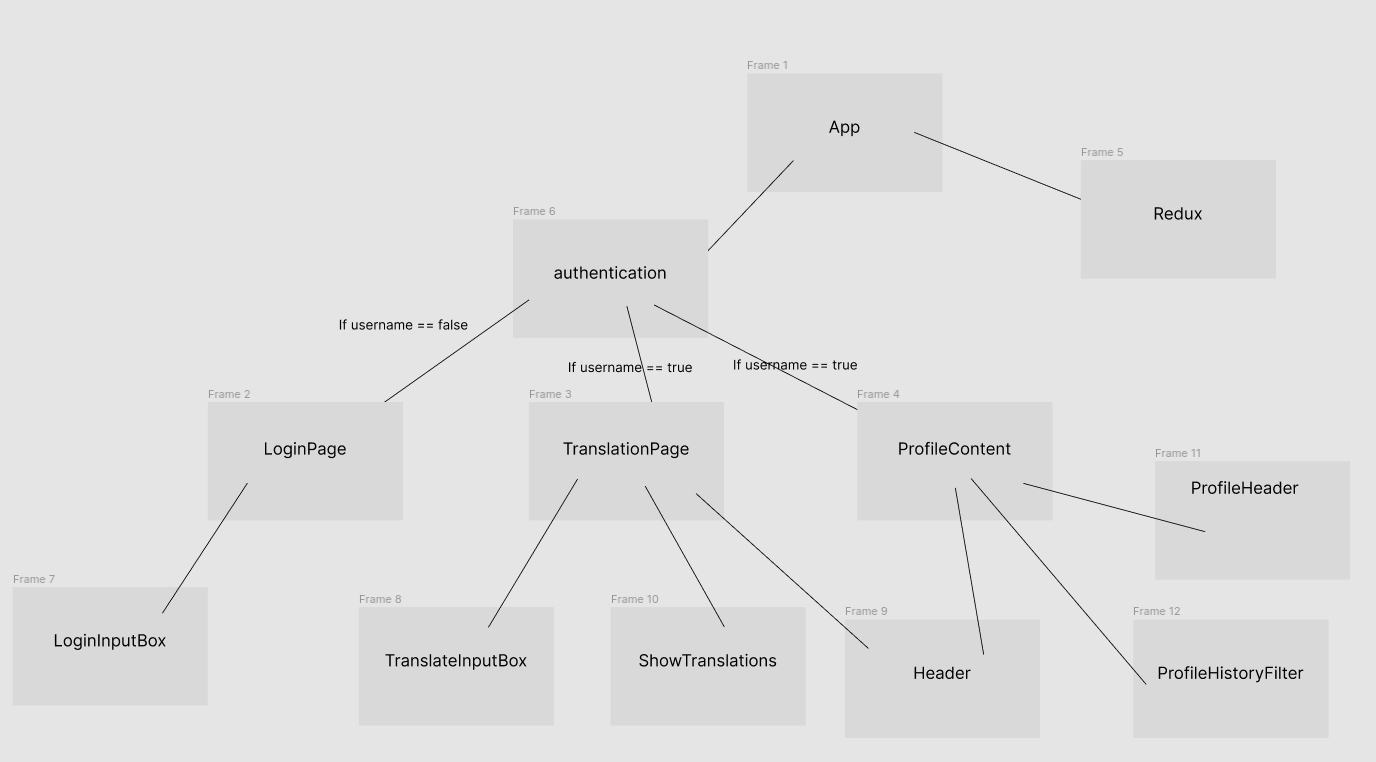 Frame 1
App
Frame 5
Redux
Frame 6
authentication
If username == false
If username == true
If username == true
Frame 2
LoginPage
Frame 3
TranslationPage
Frame 4
ProfileContent
Frame 11
ProfileHeader
Frame 7
LoginInputBox
Frame 8
TranslateInputBox
Frame 10
ShowTranslations
Frame 9
Header
Frame 12
ProfileHistoryFilter